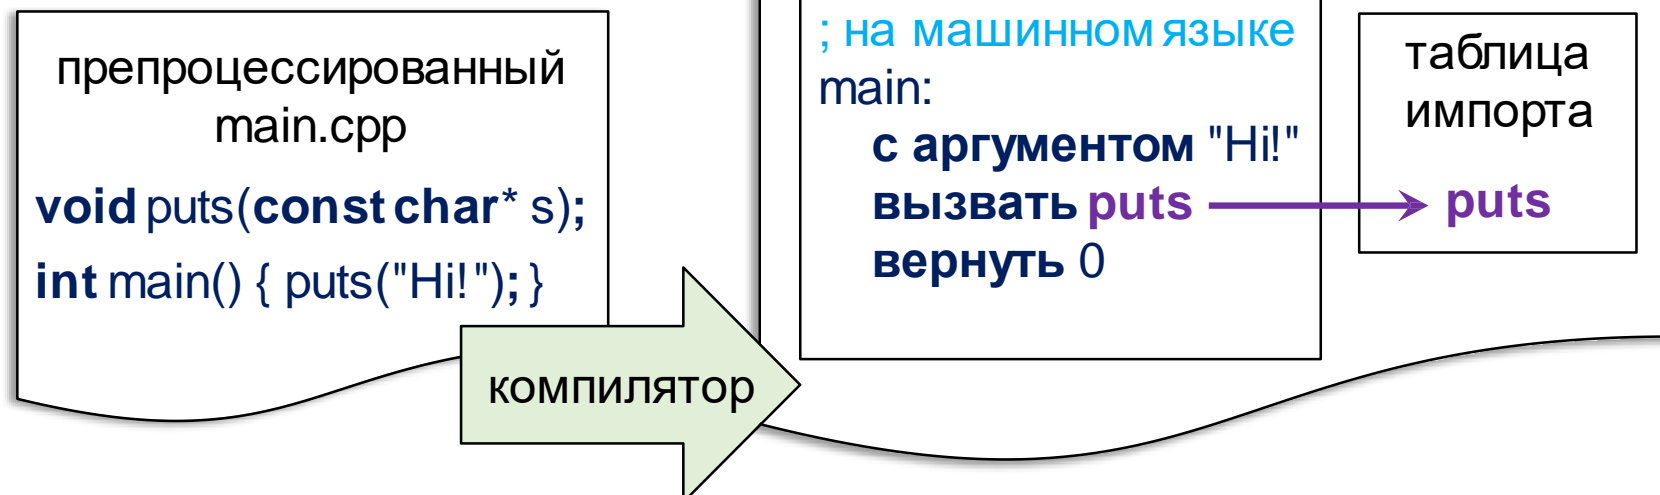 препроцессированный
main.cpp
void puts(const char* s);
int main() { puts("Hi!"); }
компилятор
; на машинном языке
main:
с аргументом "Hi!"
вызвать puts
вернуть 0
таблица
импорта
puts